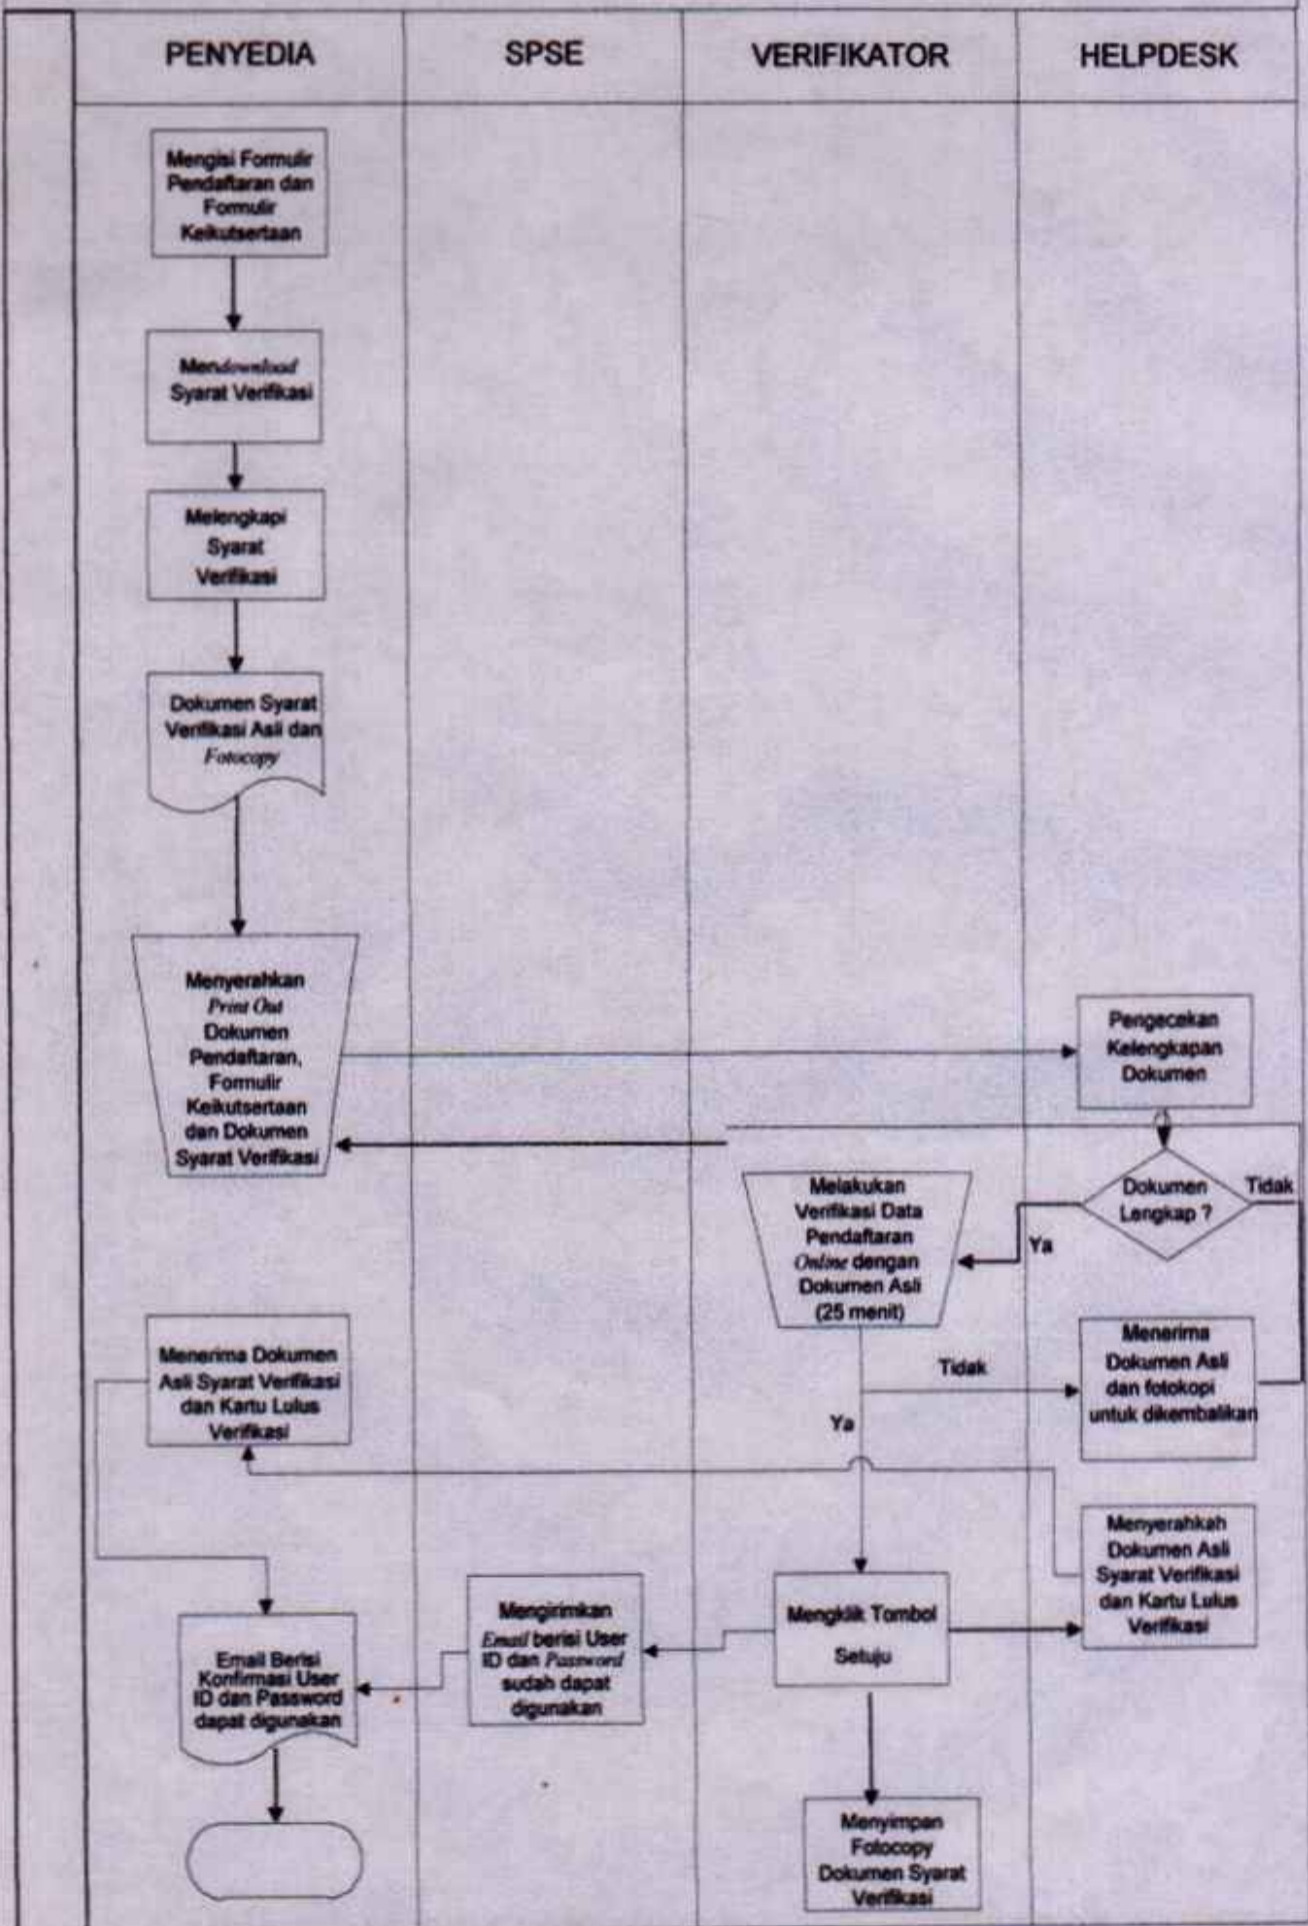 PENYEDIA
SPSE
VERIFIKATOR
HELPDESK
Mengisi Formulir
Pendaftaran dan
Formulir
Keikutsertaan
Mendownload
Syarat Verifikasi
Melengkapi
Syarat
Verifikasi
Dokumen Syarat
Verifikasi Asli dan
Fotocopy
Menyerahkan
Print Out
Dokumen
Pendaftaran,
Formulir
Keikutsertaan
dan Dokumen
Syarat Verifikasi
Pengecekan
Kelengkapan
Dokumen
Dokumen
Lengkap ?
Tidak
Ya
Melakukan
Verifikasi Data
Pendaftaran
Online dengan
Dokumen Asli
(25 menit)
Tidak
Ya
Menerima
Dokumen Asli
dan fotokopi
untuk dikembalikan
Menerima Dokumen
Asli Syarat Verifikasi
dan Kartu Lulus
Verifikasi
Menyerahkah
Dokumen Asli
Syarat Verifikasi
dan Kartu Lulus
Verifikasi
Mengklik Tombol
Setuju
Mengirimkan
Email berisi User
ID dan Password
sudah dapat
digunakan
Email Berisi
Konfirmasi User
ID dan Password
dapat digunakan
Menyimpan
Fotocopy
Dokumen Syarat
Verifikasi